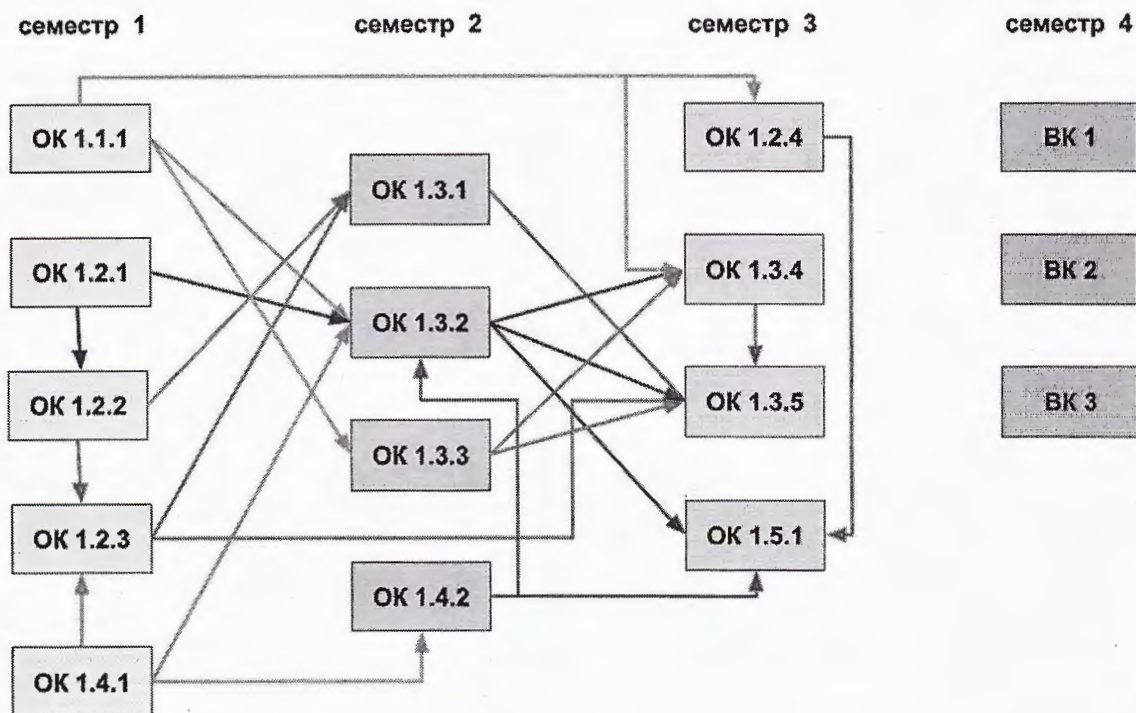 семестр 1
семестр 2
семестр 3
семестр 4
ОК 1.1.1
ОК 1.2.4
ВК 1
ОК 1.3.1
ОК 1.2.1
ОК 1.3.4
ВК 2
ОК 1.3.2
ОК 1.2.2
ОК 1.3.5
ВК 3
ОК 1.3.3
ОК 1.2.3
ОК 1.5.1
ОК 1.4.2
ОК 1.4.1